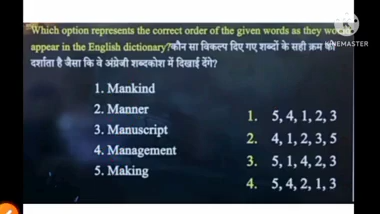 Which option represents the correct order of the given words as they would
appear in the English dictionary?कौन सा विकल्प दिए गए शब्दों के सही क्रम को
दर्शाता है जैसा कि वे अंग्रेजी शब्दकोश में दिखाई देंगे?
KINEMASTER
1. Mankind
2. Manner
3. Manuscript
4. Management
5. Making
1. 5, 4, 1, 2, 3
2. 4, 1, 2, 3, 5
3. 5, 1, 4, 2, 3
4. 5, 4, 2, 1, 3